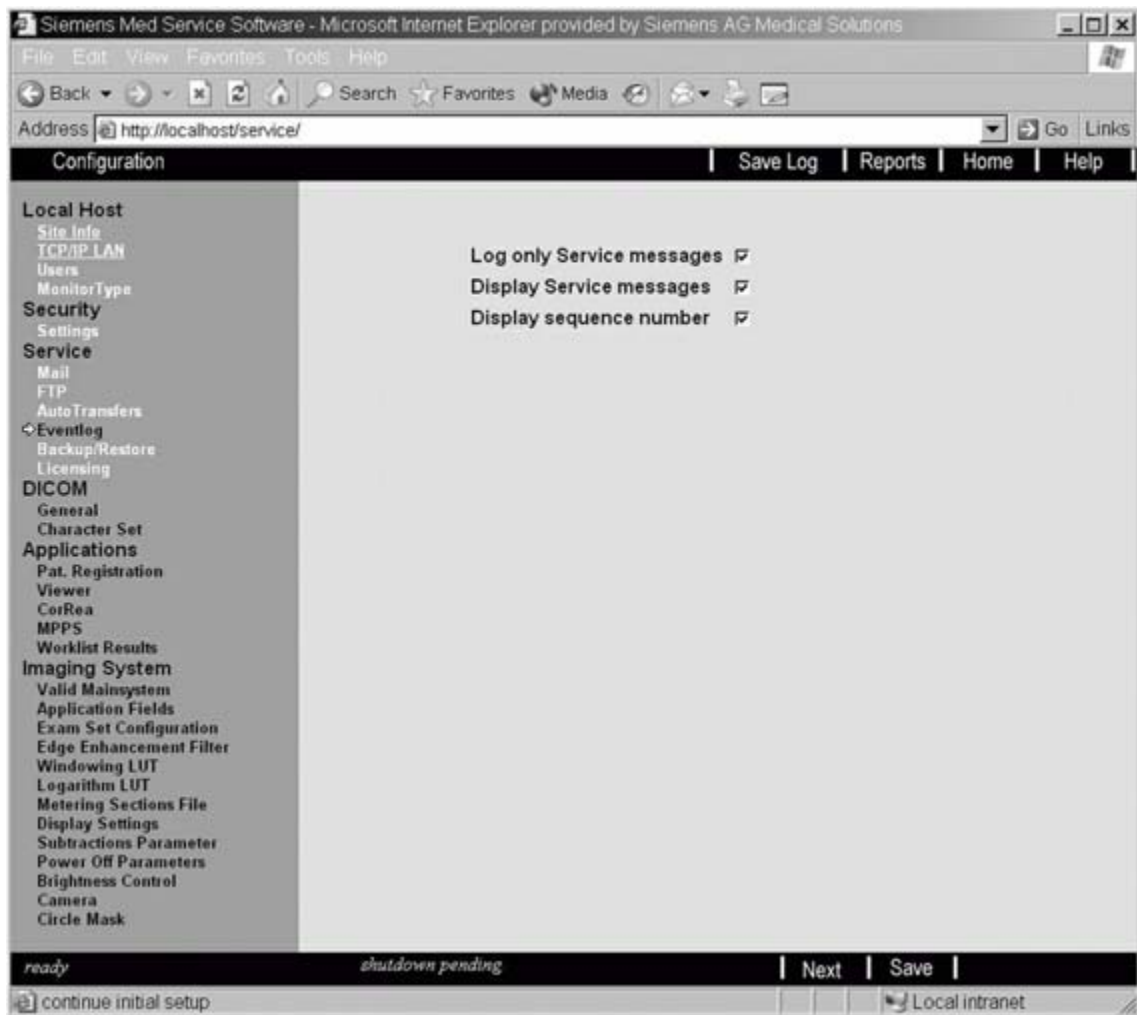 Siemens Med Service Software - Microsoft Internet Explorer provided by Siemens AG Medical Solutions
File Edit View Favorites Tools Help
Back Search Favorites Media
Address http://localhost/service/ Go Links
Configuration Save Log Reports Home Help
Local Host
Site Info
TCP/IP LAN
Users
MonitorType
Security
Settings
Service
Mail
FTP
AutoTransfers
Eventlog
Backup/Restore
Licensing
DICOM
General
Character Set
Applications
Pat. Registration
Viewer
CorRea
MPPS
Worklist Results
Imaging System
Valid Mainsystem
Application Fields
Exam Set Configuration
Edge Enhancement Filter
Windowing LUT
Logarithm LUT
Metering Sections File
Display Settings
Subtractions Parameter
Power Off Parameters
Brightness Control
Camera
Circle Mask
Log only Service messages
Display Service messages
Display sequence number
ready shutdown pending Next Save
continue initial setup Local intranet